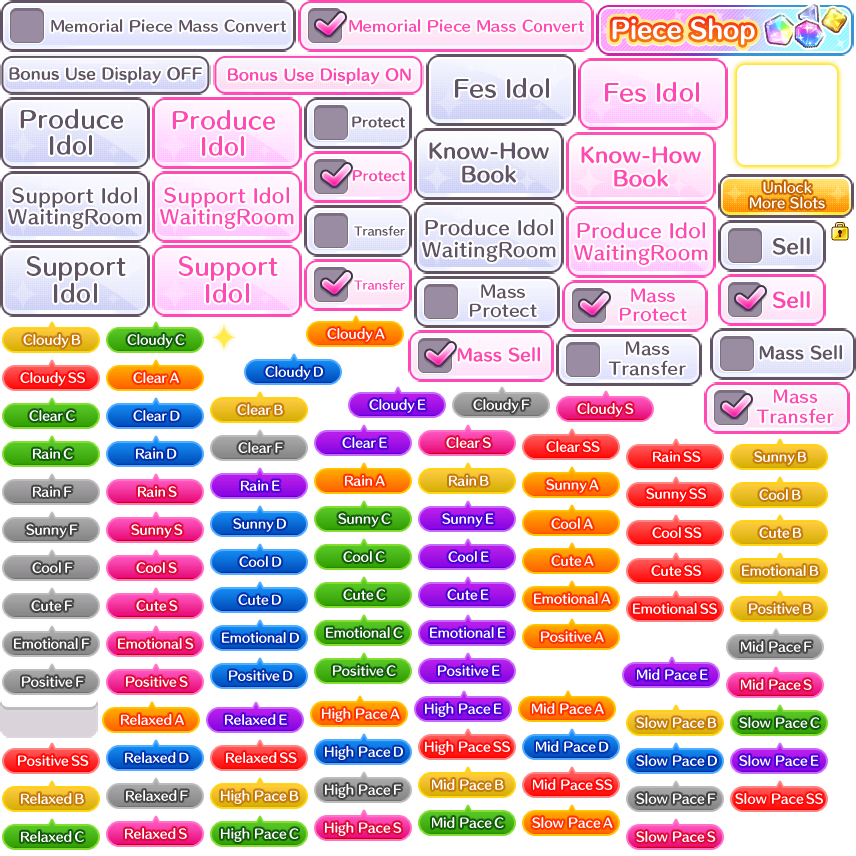 Memorial Piece Mass Convert
Memorial Piece Mass Convert
Piece Shop
Bonus Use Display OFF
Bonus Use Display ON
Fes Idol
Fes Idol
Produce
Idol
Produce
Idol
Protect
Know-How
Book
Know-How
Book
Protect
Unlock
More Slots
Support Idol
WaitingRoom
Support Idol
WaitingRoom
Transfer
Produce Idol
WaitingRoom
Produce Idol
WaitingRoom
Sell
Support
Idol
Support
Idol
Transfer
Mass
Protect
Mass
Protect
Sell
Cloudy B
Cloudy C
Cloudy A
Mass Sell
Mass
Transfer
Mass Sell
Cloudy SS
Clear A
Cloudy D
Mass
Transfer
Clear C
Clear D
Clear B
Cloudy E
Cloudy F
Cloudy S
Rain C
Rain D
Clear F
Clear E
Clear S
Clear SS
Rain SS
Sunny B
Rain F
Rain S
Rain E
Rain A
Rain B
Sunny A
Sunny SS
Cool B
Sunny F
Sunny S
Sunny D
Sunny C
Sunny E
Cool A
Cool SS
Cute B
Cool F
Cool S
Cool D
Cool C
Cool E
Cute A
Cute SS
Emotional B
Cute F
Cute S
Cute D
Cute C
Cute E
Emotional A
Emotional SS
Positive B
Emotional F
Emotional S
Emotional D
Emotional C
Emotional E
Positive A
Mid Pace F
Positive F
Positive S
Positive D
Positive C
Positive E
Mid Pace E
Mid Pace S
Relaxed A
Relaxed E
High Pace A
High Pace E
Mid Pace A
Slow Pace B
Slow Pace C
Positive SS
Relaxed D
Relaxed SS
High Pace D
High Pace SS
Mid Pace D
Slow Pace D
Slow Pace E
Relaxed B
Relaxed F
High Pace B
High Pace F
Mid Pace B
Mid Pace SS
Slow Pace F
Slow Pace SS
Relaxed C
Relaxed S
High Pace C
High Pace S
Mid Pace C
Slow Pace A
Slow Pace S